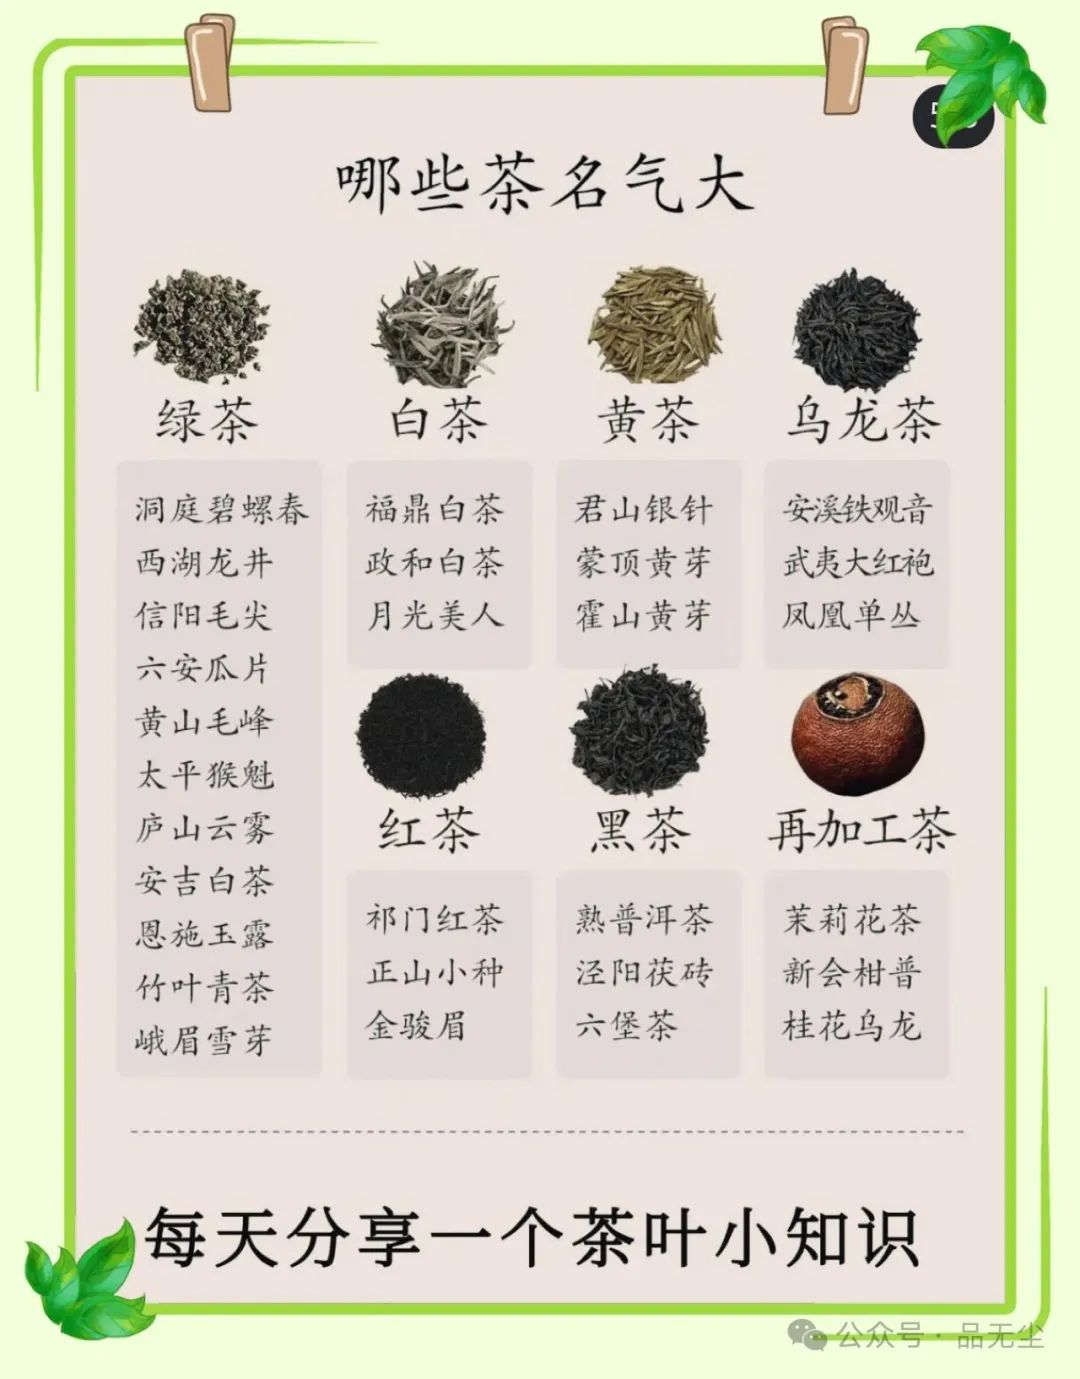 哪些茶名气大
绿茶
洞庭碧螺春
西湖龙井
信阳毛尖
六安瓜片
黄山毛峰
太平猴魁
庐山云雾
安吉白茶
恩施玉露
竹叶青茶
峨眉雪芽
白茶
福鼎白茶
政和白茶
月光美人
黄茶
君山银针
蒙顶黄芽
霍山黄芽
乌龙茶
安溪铁观音
武夷大红袍
凤凰单丛
红茶
祁门红茶
正山小种
金骏眉
黑茶
熟普洱茶
泾阳茯砖
六堡茶
再加工茶
茉莉花茶
新会柑普
桂花乌龙
每天分享一个茶叶小知识
公众号·品无尘